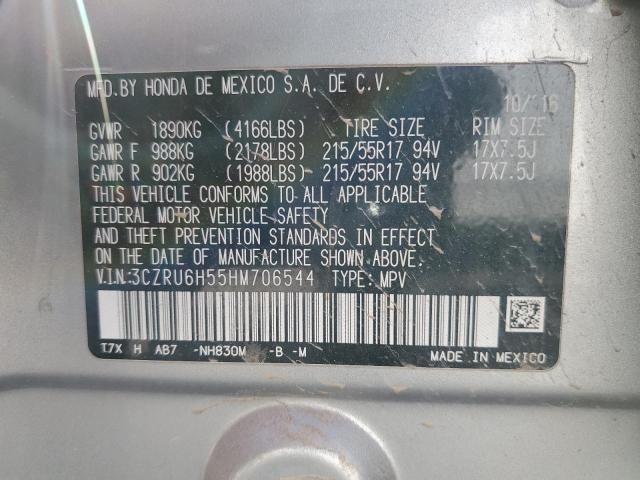 MFD.BY HONDA DE MEXICO S.A. DE C.V.
10/16
GVWR 1890KG (4166LBS) TIRE SIZE RIM SIZE
GAWR F 988KG (2178LBS) 215/55R17 94V 17X7.5J
GAWR R 902KG (1988LBS) 215/55R17 94V 17X7.5J
THIS VEHICLE CONFORMS TO ALL APPLICABLE
FEDERAL MOTOR VEHICLE SAFETY
AND THEFT PREVENTION STANDARDS IN EFFECT
ON THE DATE OF MANUFACTURE SHOWN ABOVE.
V.I.N:3CZRU6H55HM706544 TYPE: MPV
T7X H AB7 -NH830M -B -M MADE IN MEXICO